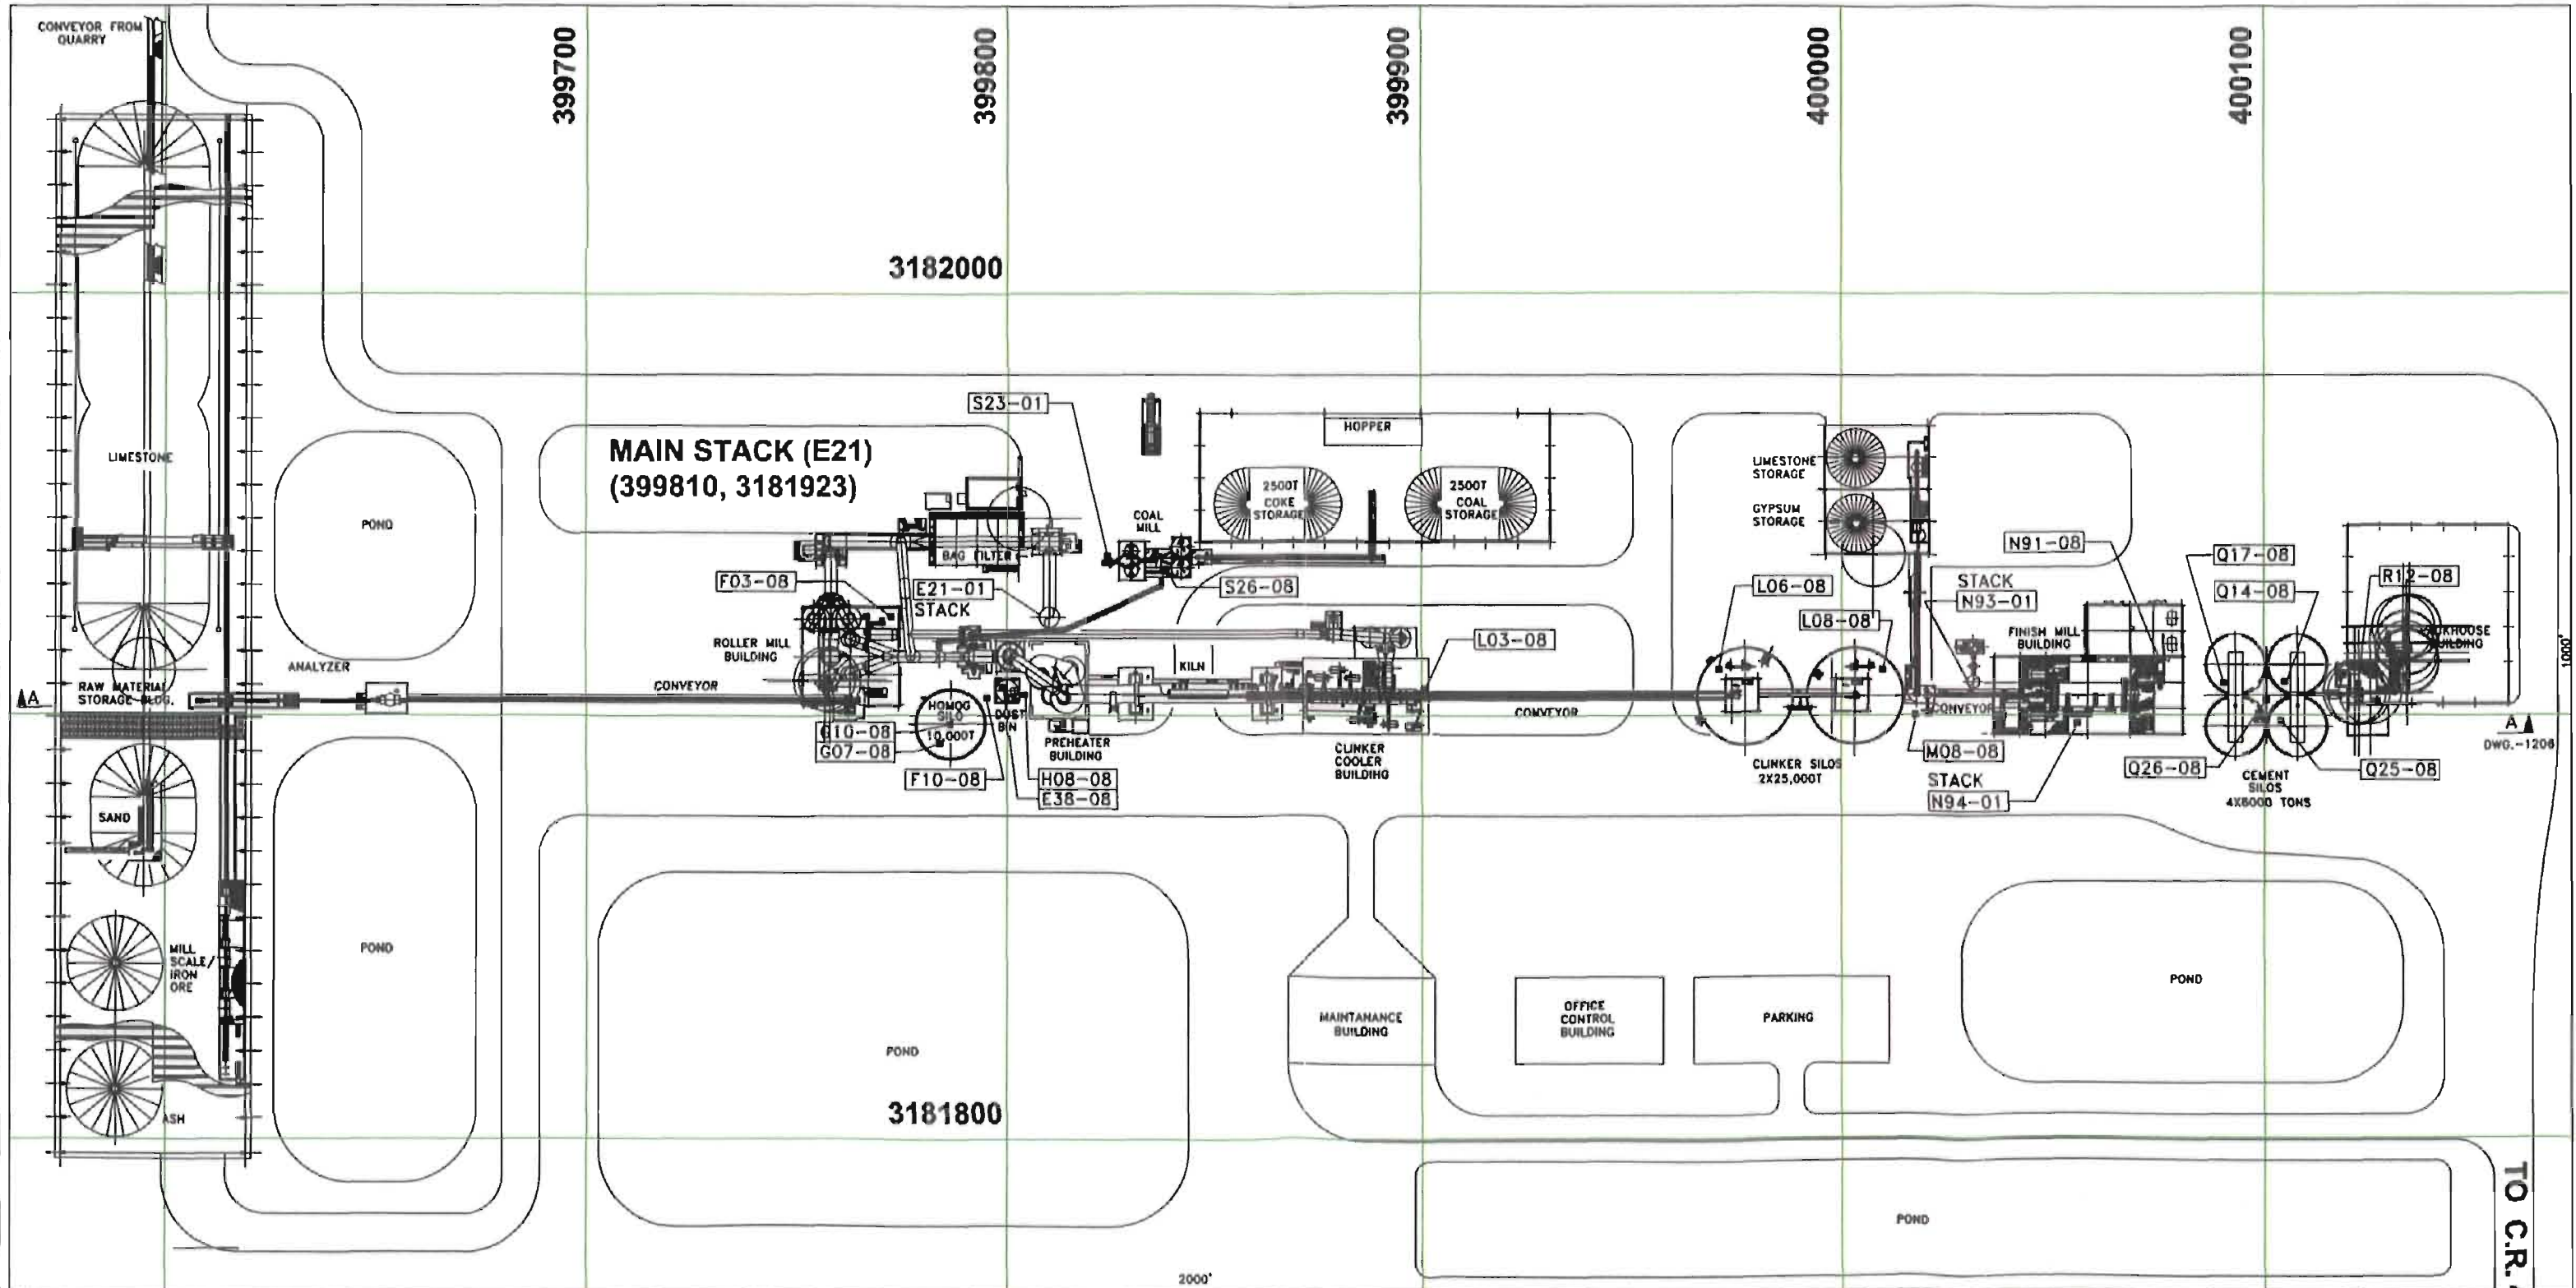 CONVEYOR FROM
QUARRY
399700
399800
399900
400000
400100
3182000
S23-01
HOPPER
MAIN STACK (E21)
(399810, 3181923)
LIMESTONE
LIMESTONE
STORAGE
2500T
COKE
STORAGE
2500T
COAL
STORAGE
GYPSUM
STORAGE
COAL
MILL
POND
BAG FILTER
N91-08
Q17-08
F03-08
E21-01
STACK
S26-08
L06-08
STACK
N93-01
Q14-08
R12-08
L08-08
ROLLER MILL
BUILDING
L03-08
FINISH MILL
BUILDING
BUILDING
ANALYZER
KILN
1000'
A
RAW MATERIAL
STORAGE BLDG.
CONVEYOR
HOMOG
SILO
10,000T
DUST
BIN
CONVEYOR
CONVEYOR
A
DWG.-1206
G10-08
G07-08
PREHEATER
BUILDING
CLINKER
COOLER
BUILDING
M08-08
F10-08
H08-08
E38-08
CLINKER SILOS
2X25,000T
STACK
N94-01
Q26-08
CEMENT
SILOS
4X6000 TONS
Q25-08
SAND
MILL
SCALE/
IRON
ORE
POND
POND
MAINTANANCE
BUILDING
OFFICE
CONTROL
BUILDING
PARKING
POND
ASH
3181800
POND
TO C.R.
2000'